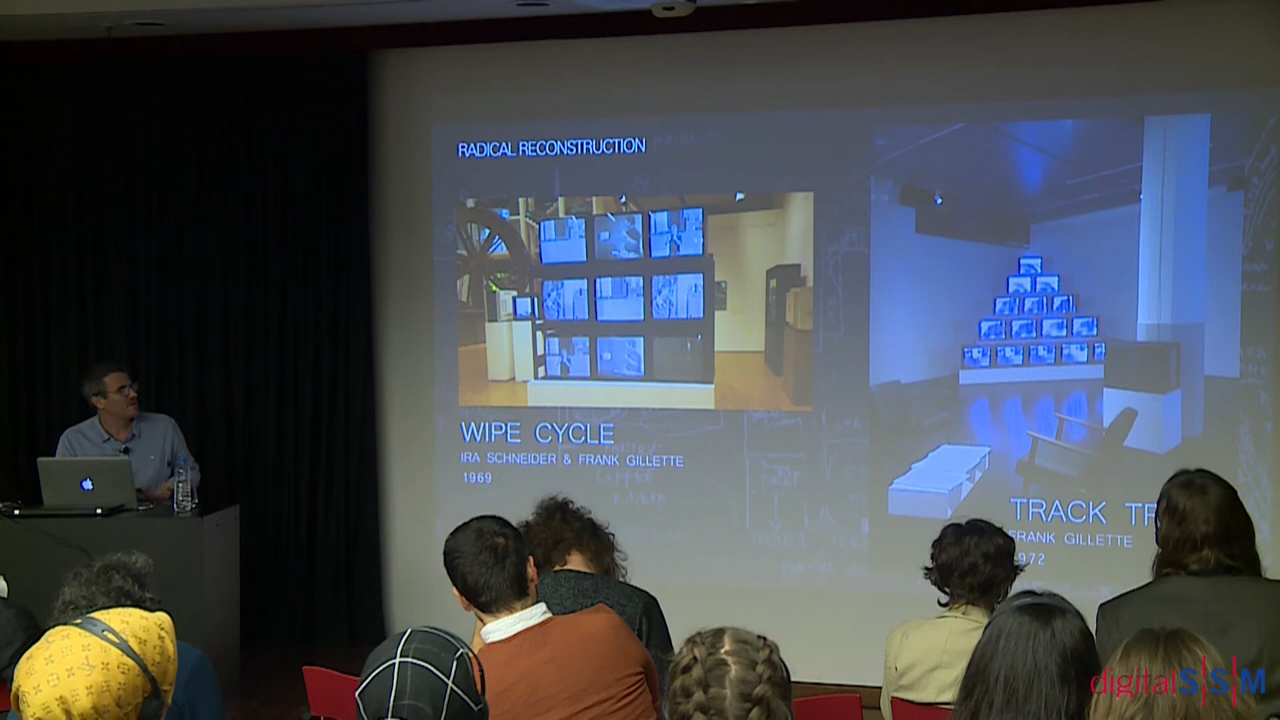 RADICAL RECONSTRUCTION
WIPE CYCLE
IRA SCHNEIDER & FRANK GILLETTE
1969
TRACK
FRANK GILLETTE
1972
digitalSSM